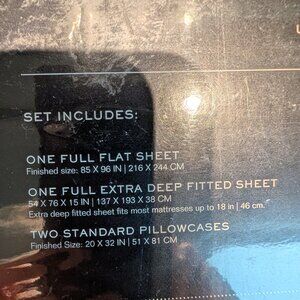 SET INCLUDES:
ONE FULL FLAT SHEET
Finished size: 85 X 96 IN | 216 X 244 CM
ONE FULL EXTRA DEEP FITTED SHEET
54 X 76 X 15 IN | 137 X 193 X 38 CM
Extra deep fitted sheet fits most mattresses up to 18 in | 46 cm.
TWO STANDARD PILLOWCASES
Finished Size: 20 X 32 IN | 51 X 81 CM